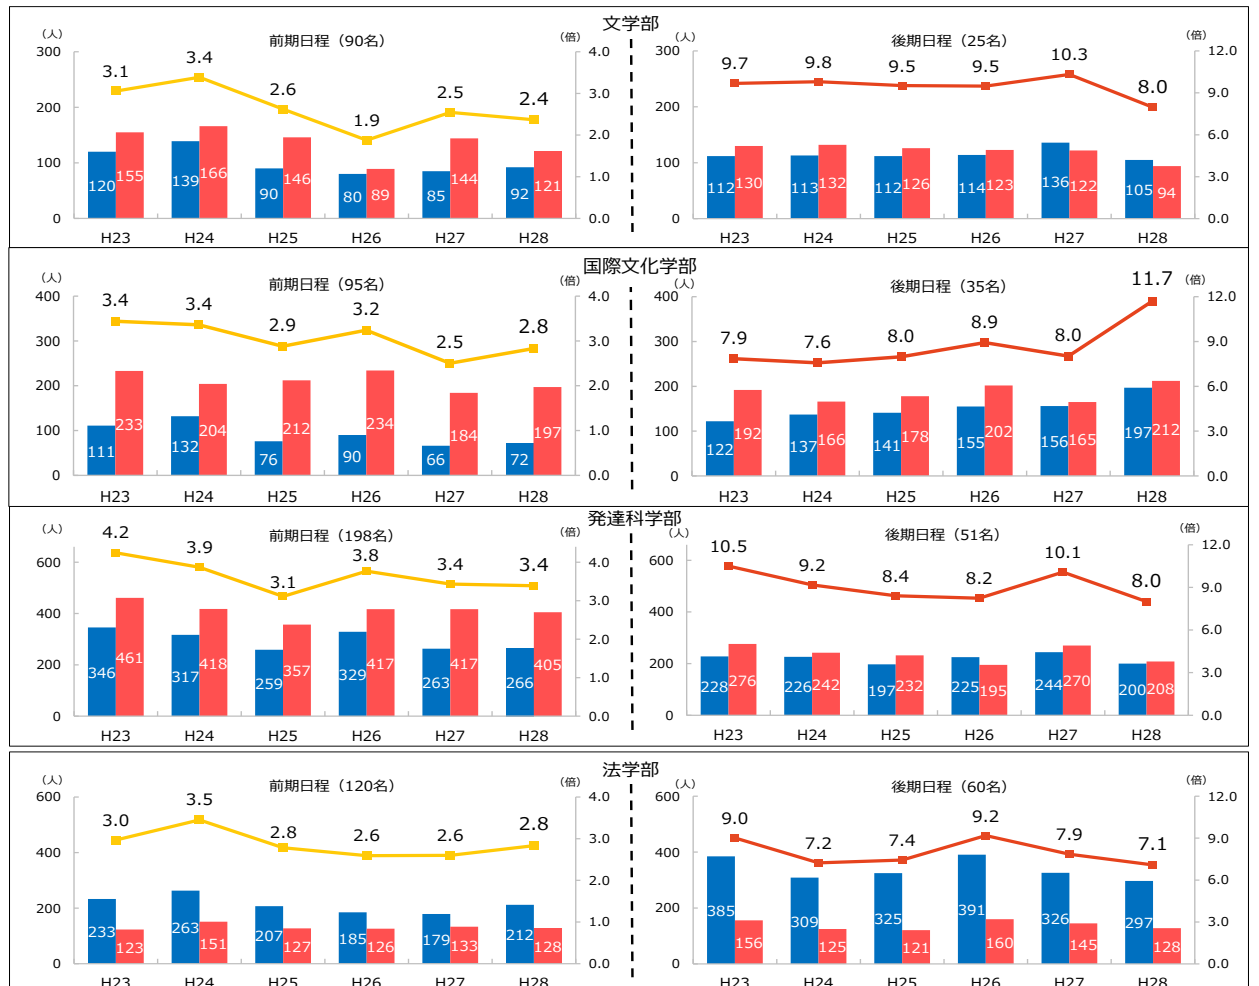 文学部
（人）
前期日程（90名）
（倍）
300
200
100
0
4.0
3.0
2.0
1.0
0.0
3.1 3.4 2.6 1.9 2.5 2.4
120 155 139 166 90 146 80 89 85 144 92 121
H23 H24 H25 H26 H27 H28
（人）
後期日程（25名）
（倍）
300
200
100
0
12.0
9.0
6.0
3.0
0.0
9.7 9.8 9.5 9.5 10.3 8.0
112 130 113 132 112 126 114 123 136 122 105 94
H23 H24 H25 H26 H27 H28
国際文化学部
（人）
前期日程（95名）
（倍）
400
300
200
100
0
4.0
3.0
2.0
1.0
0.0
3.4 3.4 2.9 3.2 2.5 2.8
111 233 132 204 76 212 90 234 66 184 72 197
H23 H24 H25 H26 H27 H28
（人）
後期日程（35名）
（倍）
400
300
200
100
0
12.0
9.0
6.0
3.0
0.0
7.9 7.6 8.0 8.9 8.0 11.7
122 192 137 166 141 178 155 202 156 165 197 212
H23 H24 H25 H26 H27 H28
発達科学部
（人）
前期日程（198名）
（倍）
600
400
200
0
4.0
3.0
2.0
1.0
0.0
4.2 3.9 3.1 3.8 3.4 3.4
346 461 317 418 259 357 329 417 263 417 266 405
H23 H24 H25 H26 H27 H28
（人）
後期日程（51名）
（倍）
600
400
200
0
12.0
9.0
6.0
3.0
0.0
10.5 9.2 8.4 8.2 10.1 8.0
228 276 226 242 197 232 225 195 244 270 200 208
H23 H24 H25 H26 H27 H28
法学部
（人）
前期日程（120名）
（倍）
600
400
200
0
4.0
3.0
2.0
1.0
0.0
3.0 3.5 2.8 2.6 2.6 2.8
233 123 263 151 207 127 185 126 179 133 212 128
H23 H24 H25 H26 H27 H28
（人）
後期日程（60名）
（倍）
600
400
200
0
12.0
9.0
6.0
3.0
0.0
9.0 7.2 7.4 9.2 7.9 7.1
385 156 309 125 325 121 391 160 326 145 297 128
H23 H24 H25 H26 H27 H28